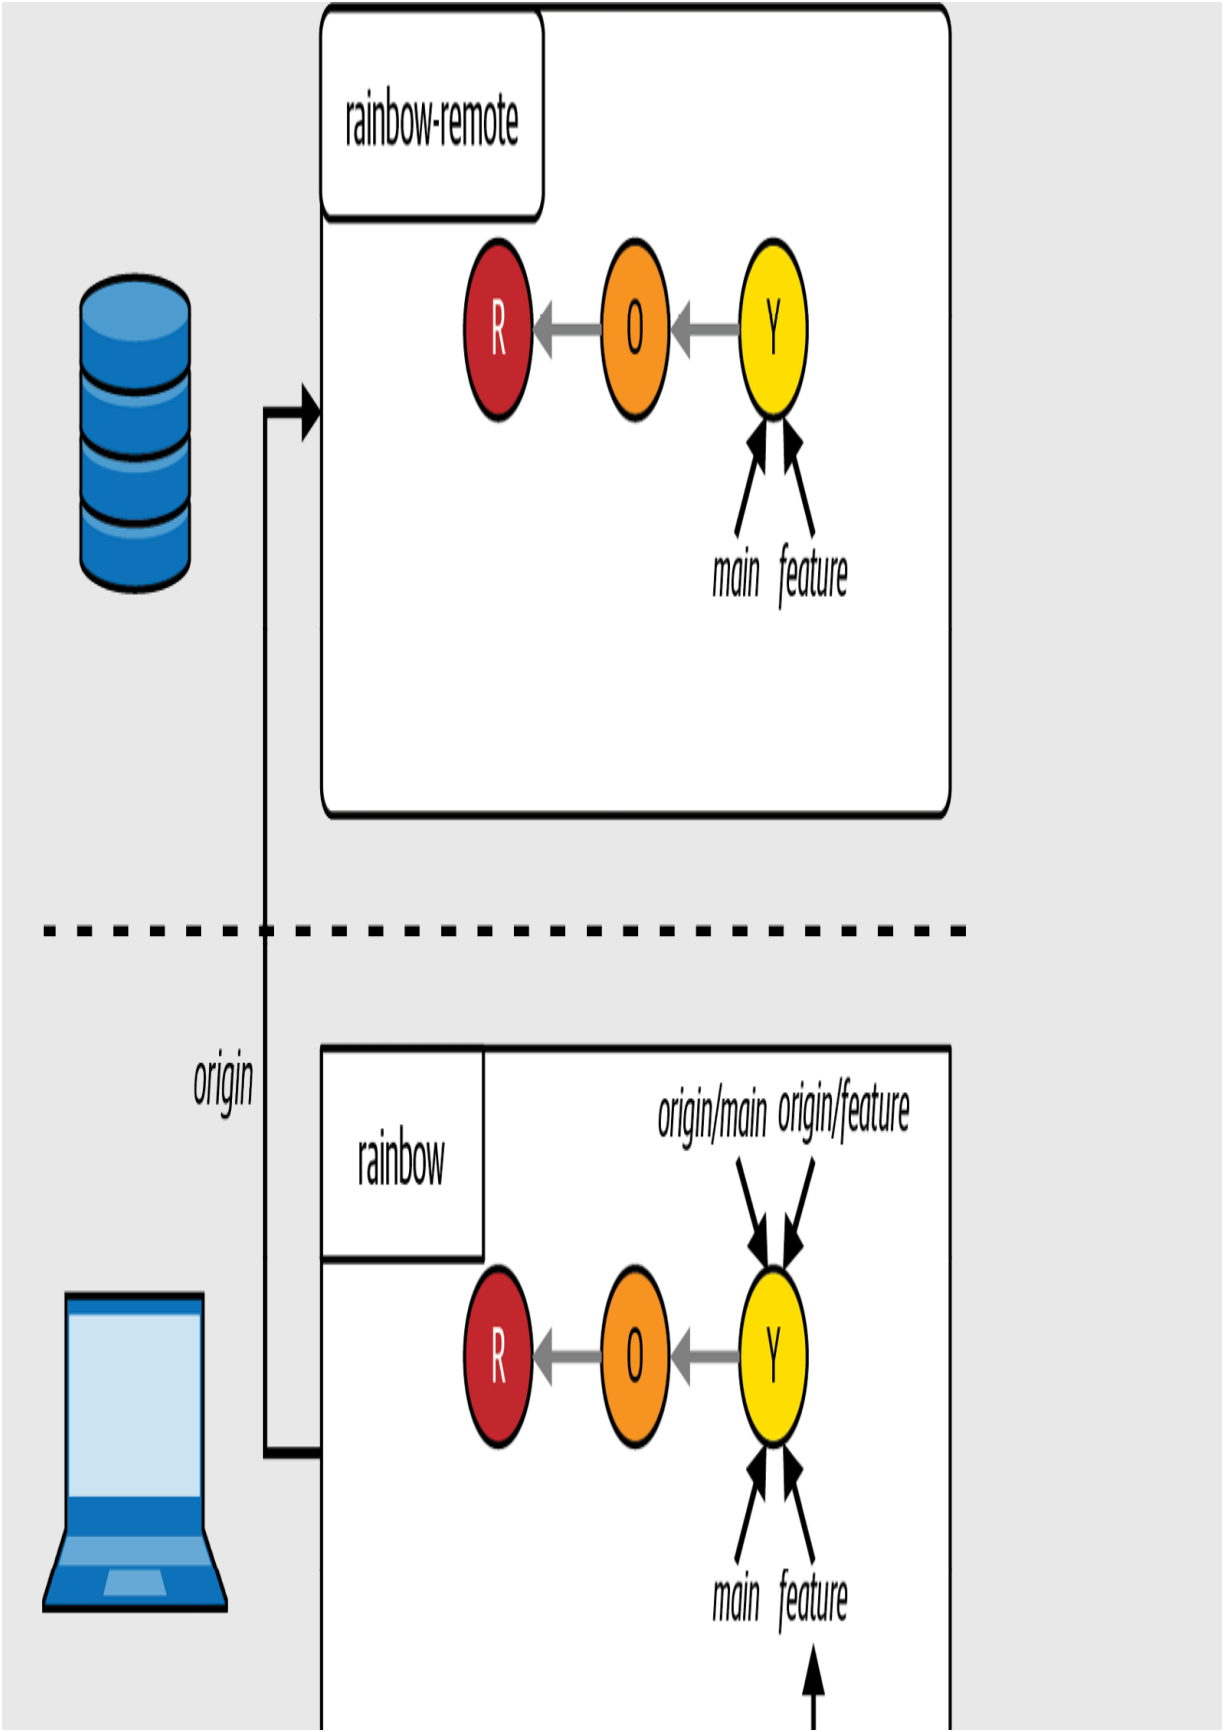 rainbow-remote
R O Y
main feature
origin
origin/main origin/feature
rainbow
R O Y
main feature